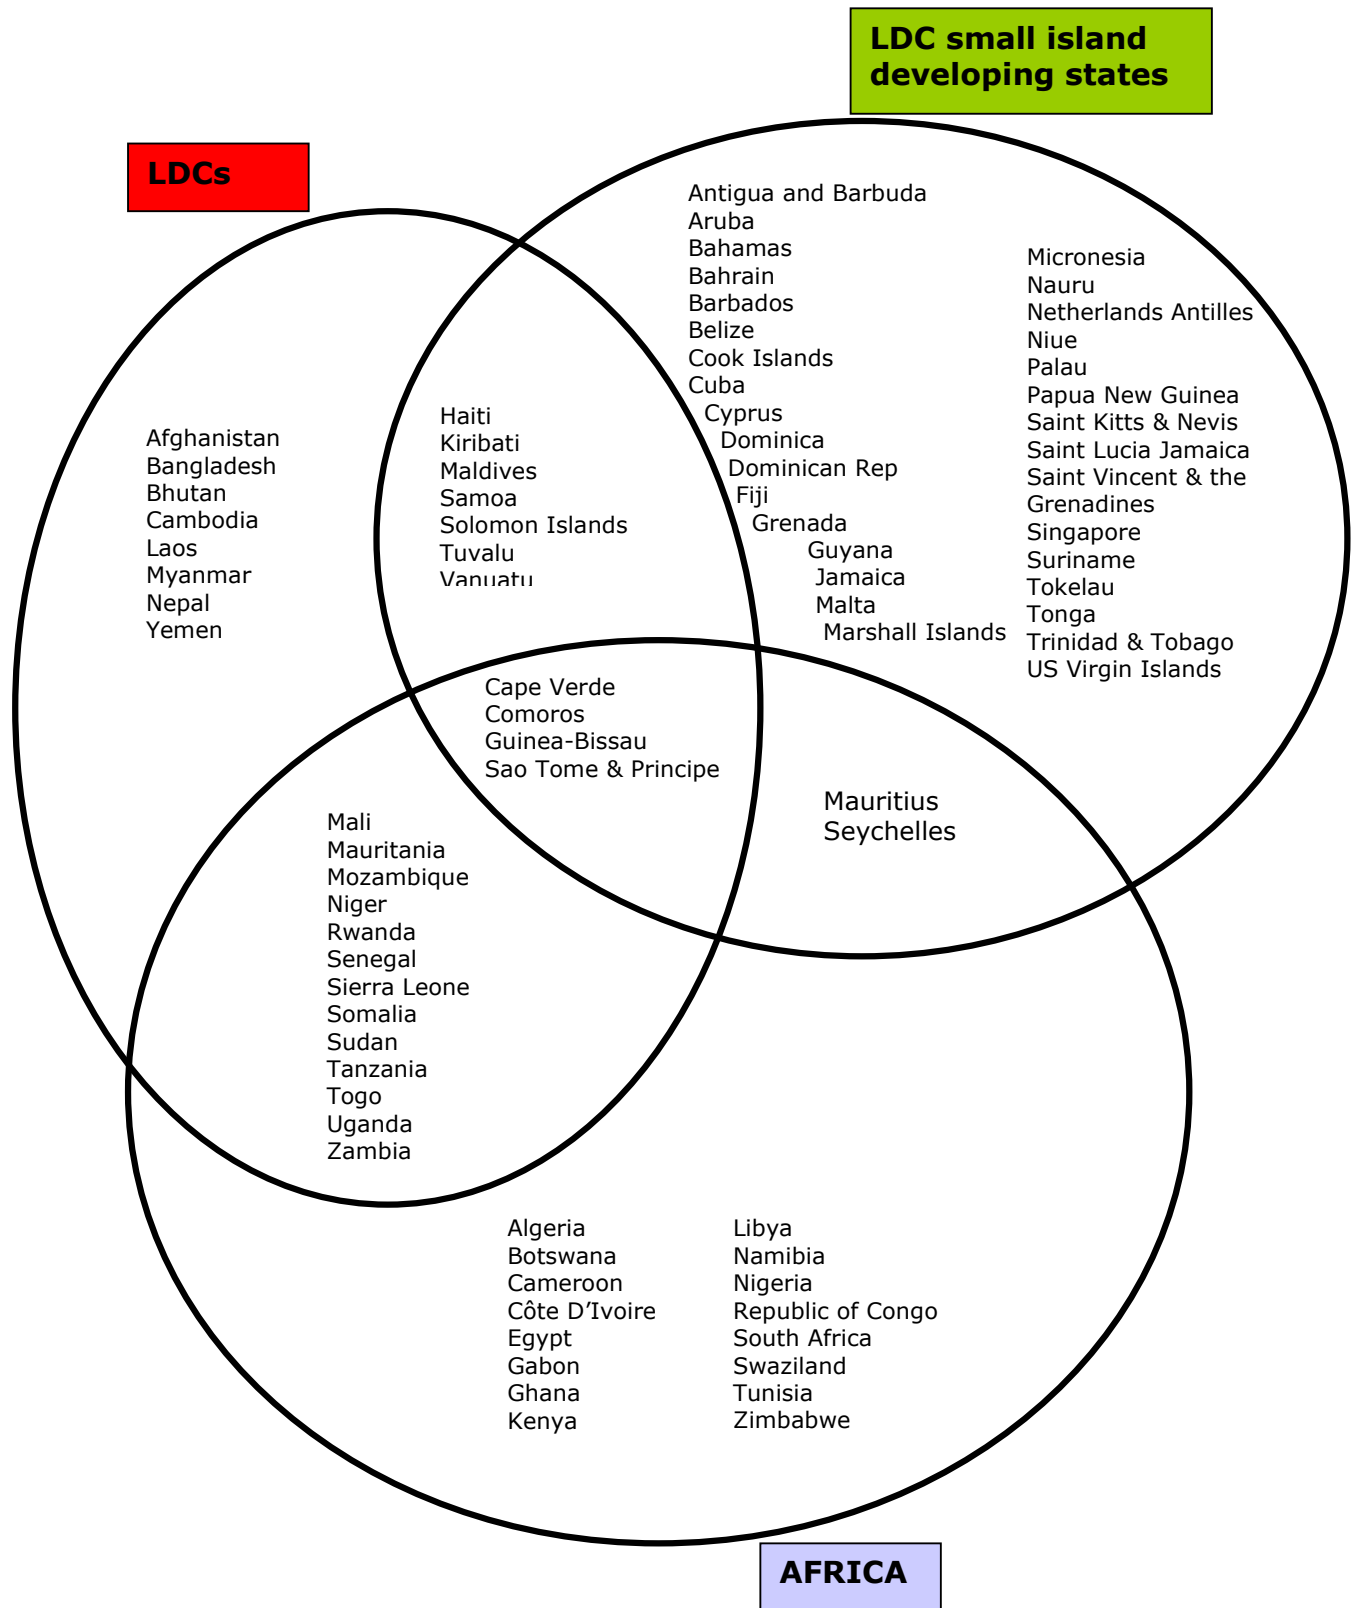 LDC small island
developing states
LDCs
Antigua and Barbuda
Aruba
Bahamas
Bahrain
Barbados
Belize
Cook Islands
Cuba
Cyprus
Dominica
Dominican Rep
Fiji
Grenada
Guyana
Jamaica
Malta
Marshall Islands
Micronesia
Nauru
Netherlands Antilles
Niue
Palau
Papua New Guinea
Saint Kitts & Nevis
Saint Lucia Jamaica
Saint Vincent & the
Grenadines
Singapore
Suriname
Tokelau
Tonga
Trinidad & Tobago
US Virgin Islands
Haiti
Kiribati
Maldives
Samoa
Solomon Islands
Tuvalu
Vanuatu
Afghanistan
Bangladesh
Bhutan
Cambodia
Laos
Myanmar
Nepal
Yemen
Cape Verde
Comoros
Guinea-Bissau
Sao Tome & Principe
Mauritius
Seychelles
Mali
Mauritania
Mozambique
Niger
Rwanda
Senegal
Sierra Leone
Somalia
Sudan
Tanzania
Togo
Uganda
Zambia
Algeria
Botswana
Cameroon
Côte D’Ivoire
Egypt
Gabon
Ghana
Kenya
Libya
Namibia
Nigeria
Republic of Congo
South Africa
Swaziland
Tunisia
Zimbabwe
AFRICA